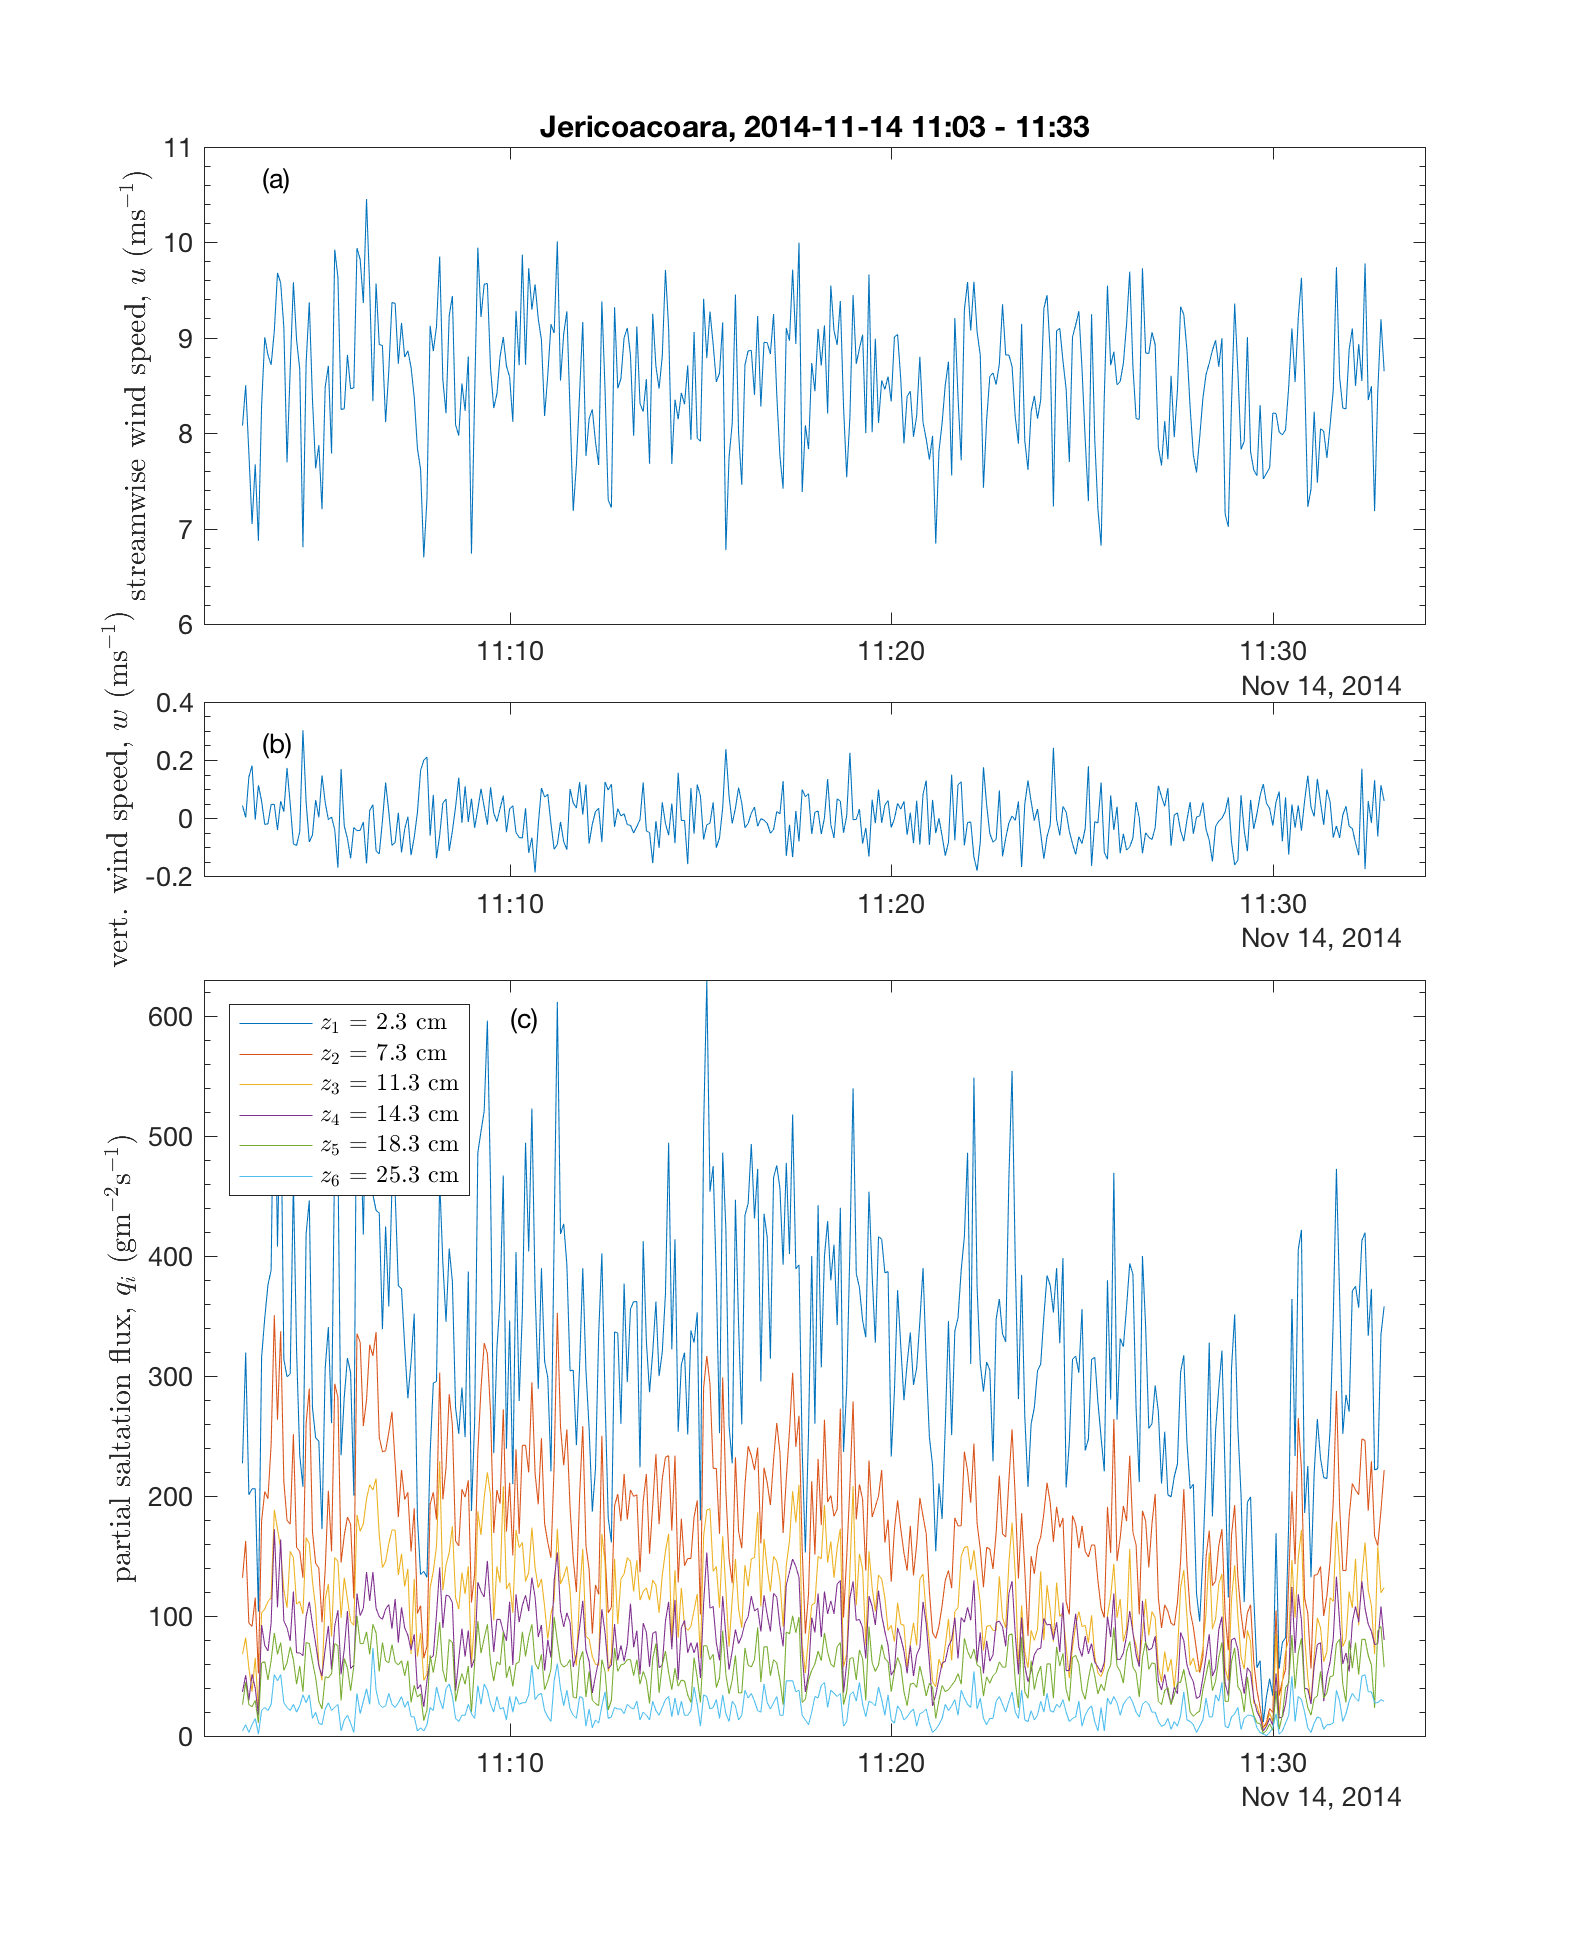 Jericoacoara, 2014-11-14 11:03 - 11:33
(a)
streamwise wind speed, u (ms⁻¹)
11
10
9
8
7
6
11:10 11:20 11:30
Nov 14, 2014
(b)
vert. wind speed, w (ms⁻¹)
0.4
0.2
0
-0.2
11:10 11:20 11:30
Nov 14, 2014
(c)
partial saltation flux, qᵢ (gm⁻²s⁻¹)
600
500
400
300
200
100
0
z₁ = 2.3 cm
z₂ = 7.3 cm
z₃ = 11.3 cm
z₄ = 14.3 cm
z₅ = 18.3 cm
z₆ = 25.3 cm
11:10 11:20 11:30
Nov 14, 2014